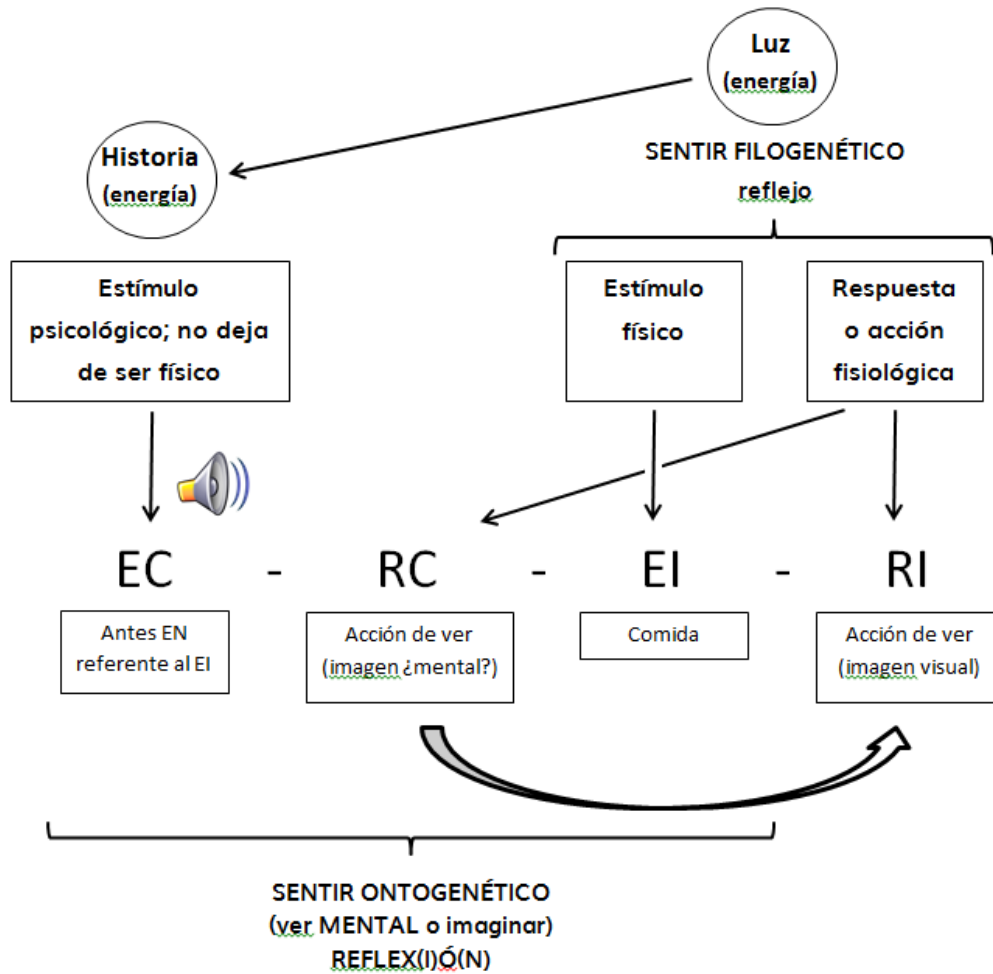 Luz
(energía)
SENTIR FILOGENÉTICO
reflejo
Historia
(energía)
Estímulo
psicológico; no deja
de ser físico
Estímulo
físico
Respuesta
o acción
fisiológica
EC - RC - EI - RI
Antes EN
referente al EI
Acción de ver
(imagen ¿mental?)
Comida
Acción de ver
(imagen visual)
SENTIR ONTOGENÉTICO
(ver MENTAL o imaginar)
REFLEX(I)Ó(N)